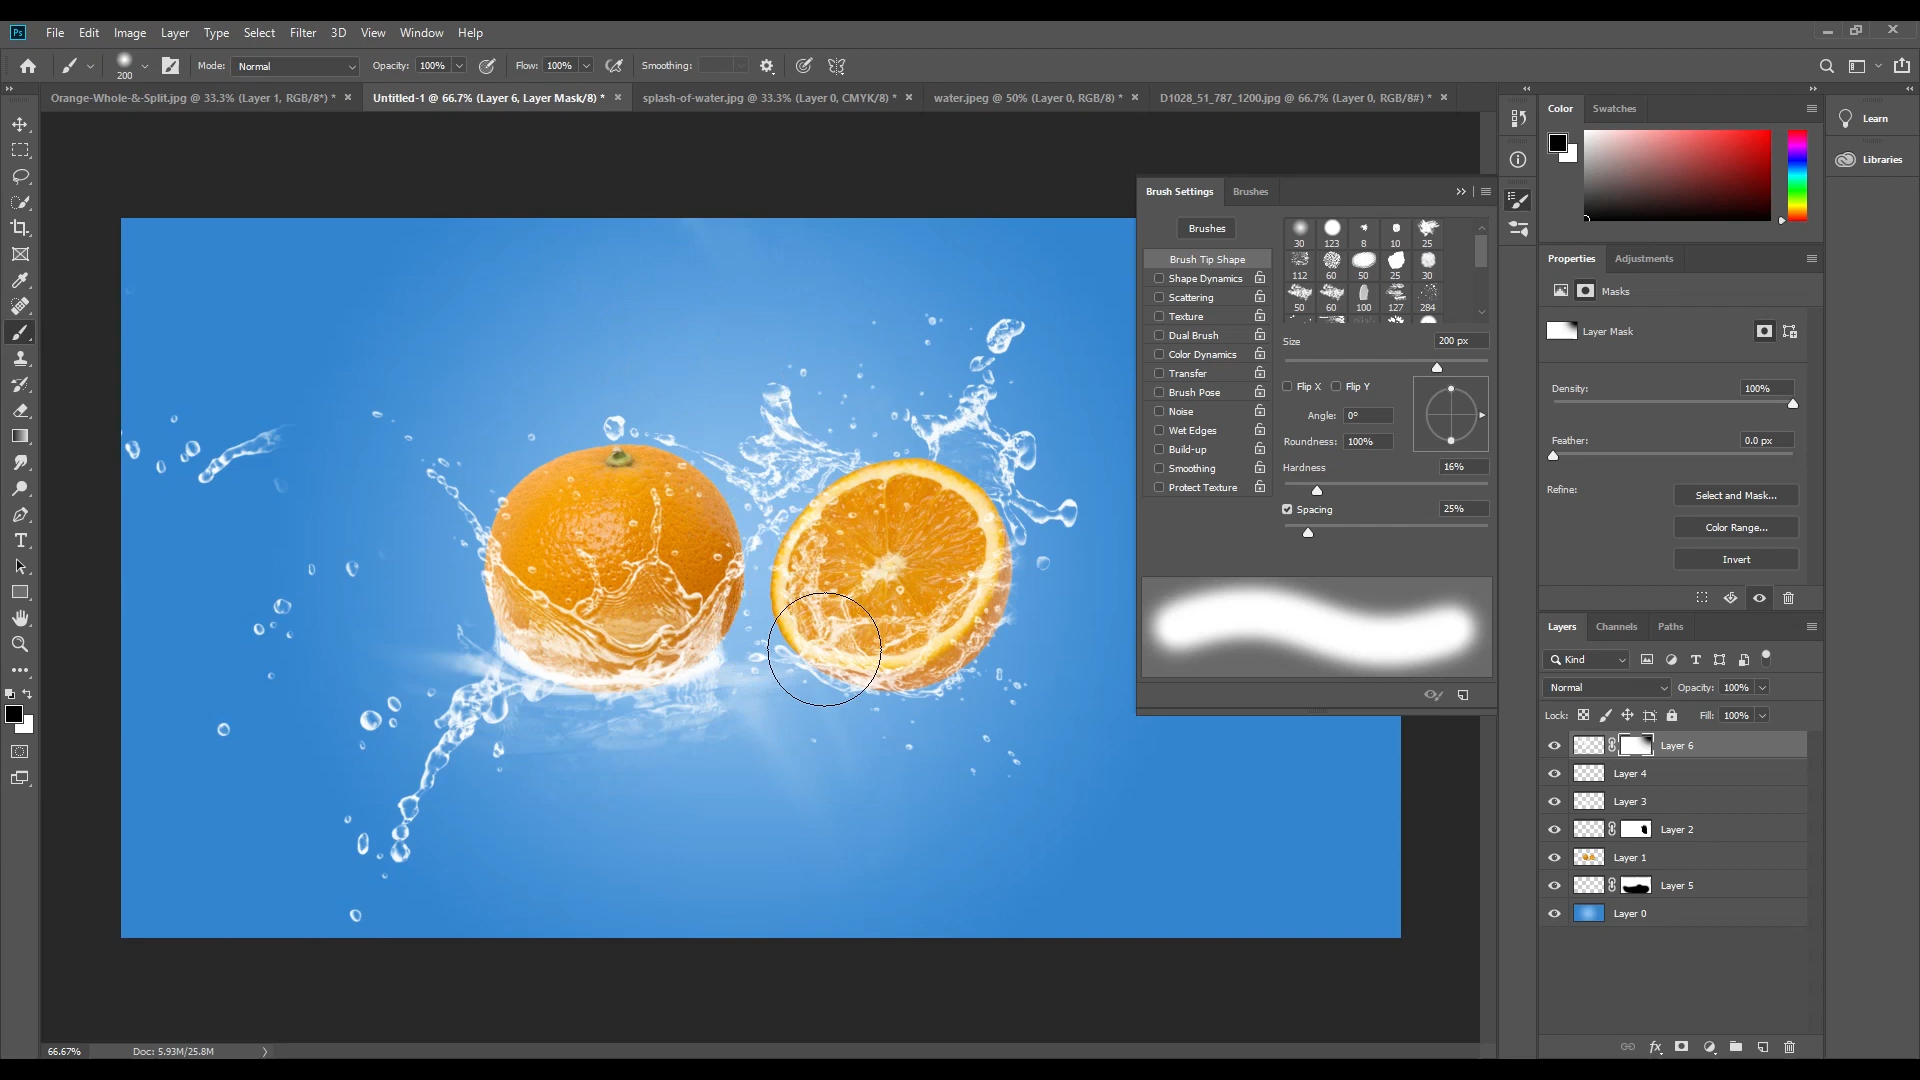 Ps File Edit Image Layer Type Select Filter 3D View Window Help
200 Mode: Normal Opacity: 100% Flow: 100% Smoothing:
Orange-Whole-&-Split.jpg @ 33.3% (Layer 1, RGB/8*) * × Untitled-1 @ 66.7% (Layer 6, Layer Mask/8) * × splash-of-water.jpg @ 33.3% (Layer 0, CMYK/8) * × water.jpeg @ 50% (Layer 0, RGB/8) * × D1028_51_787_1200.jpg @ 66.7% (Layer 0, RGB/8#) * ×
Brush Settings Brushes
Brushes
Brush Tip Shape
Shape Dynamics
Scattering
Texture
Dual Brush
Color Dynamics
Transfer
Brush Pose
Noise
Wet Edges
Build-up
Smoothing
Protect Texture
30 123 8 10 25
112 60 50 25 30
50 60 100 127 284
Size 200 px
Flip X Flip Y
Angle: 0°
Roundness: 100%
Hardness 16%
Spacing 25%
Color Swatches
Learn
Libraries
Properties Adjustments
Masks
Layer Mask
Density: 100%
Feather: 0.0 px
Refine:
Select and Mask...
Color Range...
Invert
Layers Channels Paths
Kind
Normal Opacity: 100%
Lock: Fill: 100%
Layer 6
Layer 4
Layer 3
Layer 2
Layer 1
Layer 5
Layer 0
fx
66.67% Doc: 5.93M/25.8M